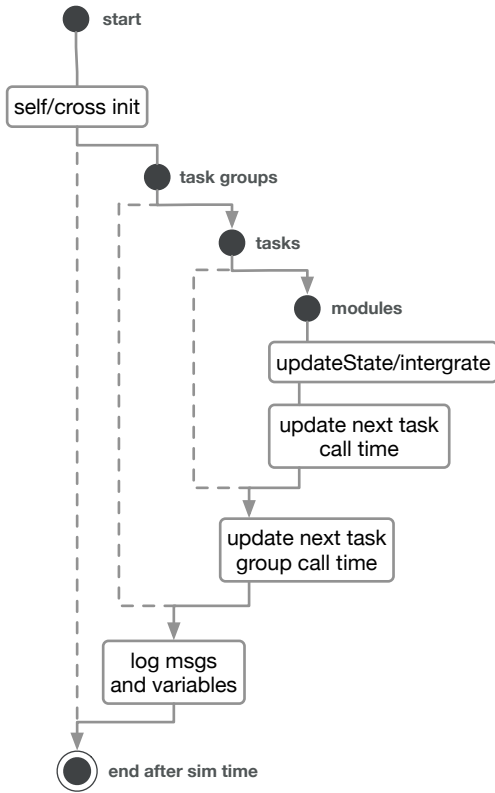 start
self/cross init
task groups
tasks
modules
updateState/intergrate
update next task
call time
update next task
group call time
log msgs
and variables
end after sim time